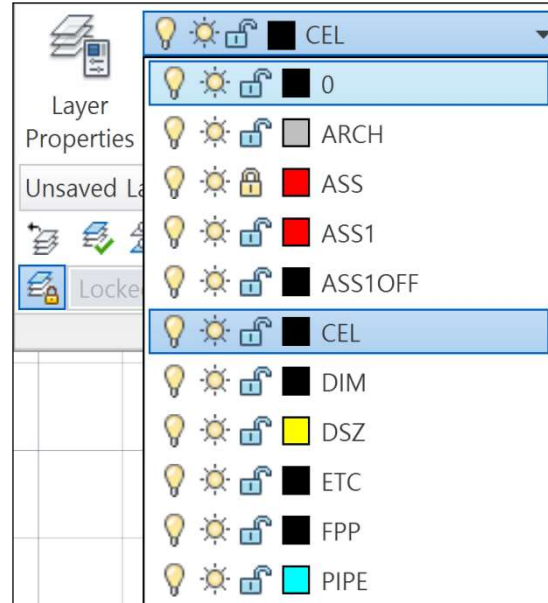 CEL
0
Layer
Properties
ARCH
Unsaved La
ASS
ASS1
ASS1OFF
Locke
CEL
DIM
DSZ
ETC
FPP
PIPE